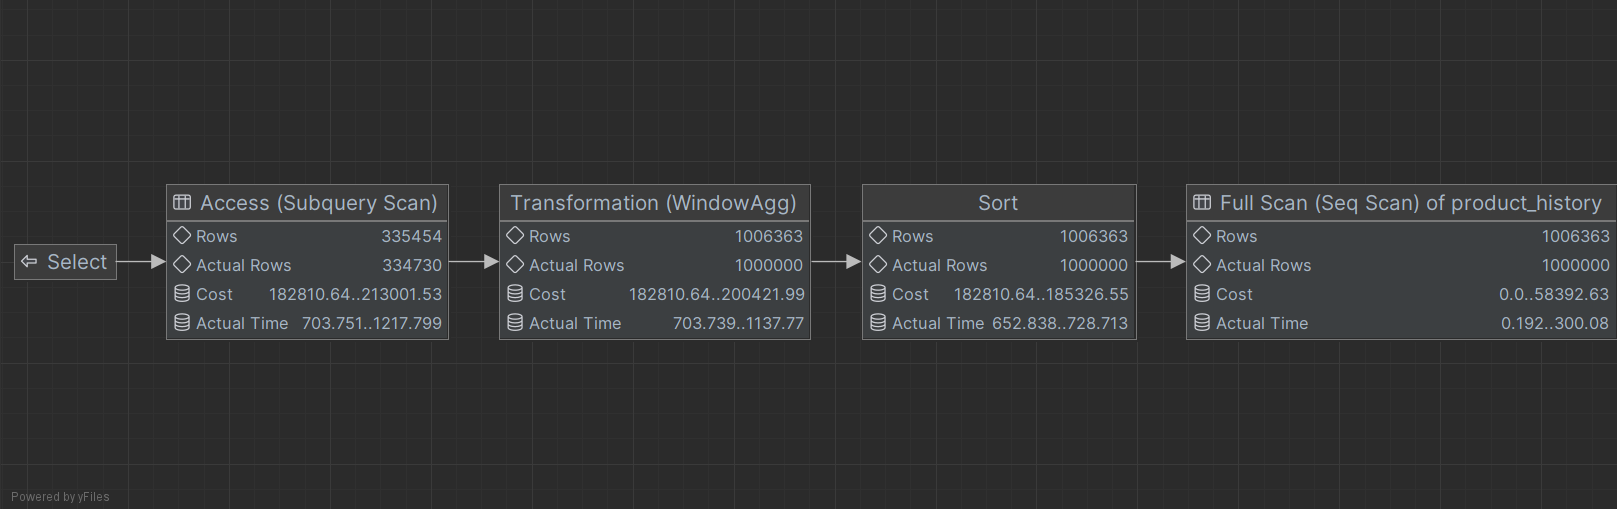 Select
Access (Subquery Scan)
Rows 335454
Actual Rows 334730
Cost 182810.64..213001.53
Actual Time 703.751..1217.799
Transformation (WindowAgg)
Rows 1006363
Actual Rows 1000000
Cost 182810.64..200421.99
Actual Time 703.739..1137.77
Sort
Rows 1006363
Actual Rows 1000000
Cost 182810.64..185326.55
Actual Time 652.838..728.713
Full Scan (Seq Scan) of product_history
Rows 1006363
Actual Rows 1000000
Cost 0.0..58392.63
Actual Time 0.192..300.08
Powered by yFiles